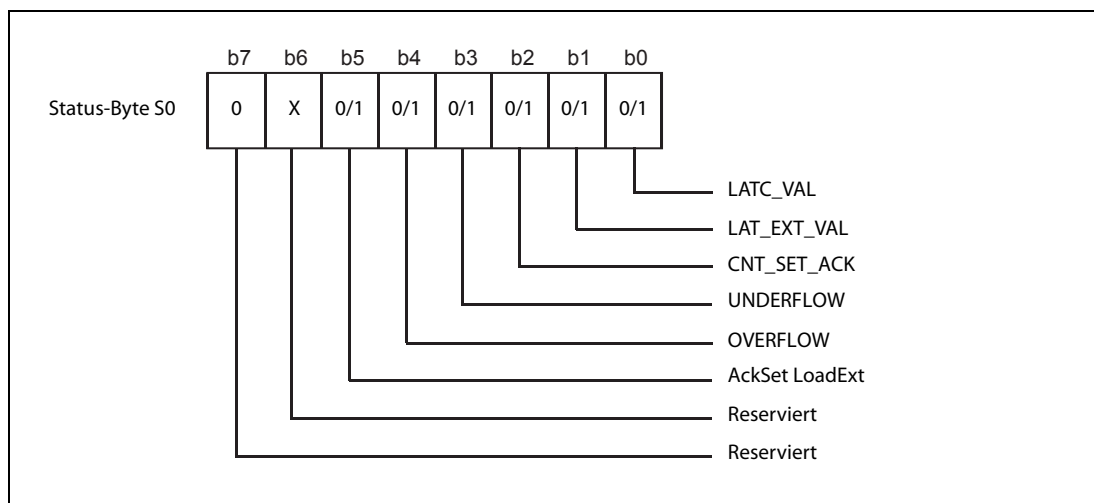 b7 b6 b5 b4 b3 b2 b1 b0
Status-Byte S0 0 X 0/1 0/1 0/1 0/1 0/1 0/1
LATC_VAL
LAT_EXT_VAL
CNT_SET_ACK
UNDERFLOW
OVERFLOW
AckSet LoadExt
Reserviert
Reserviert